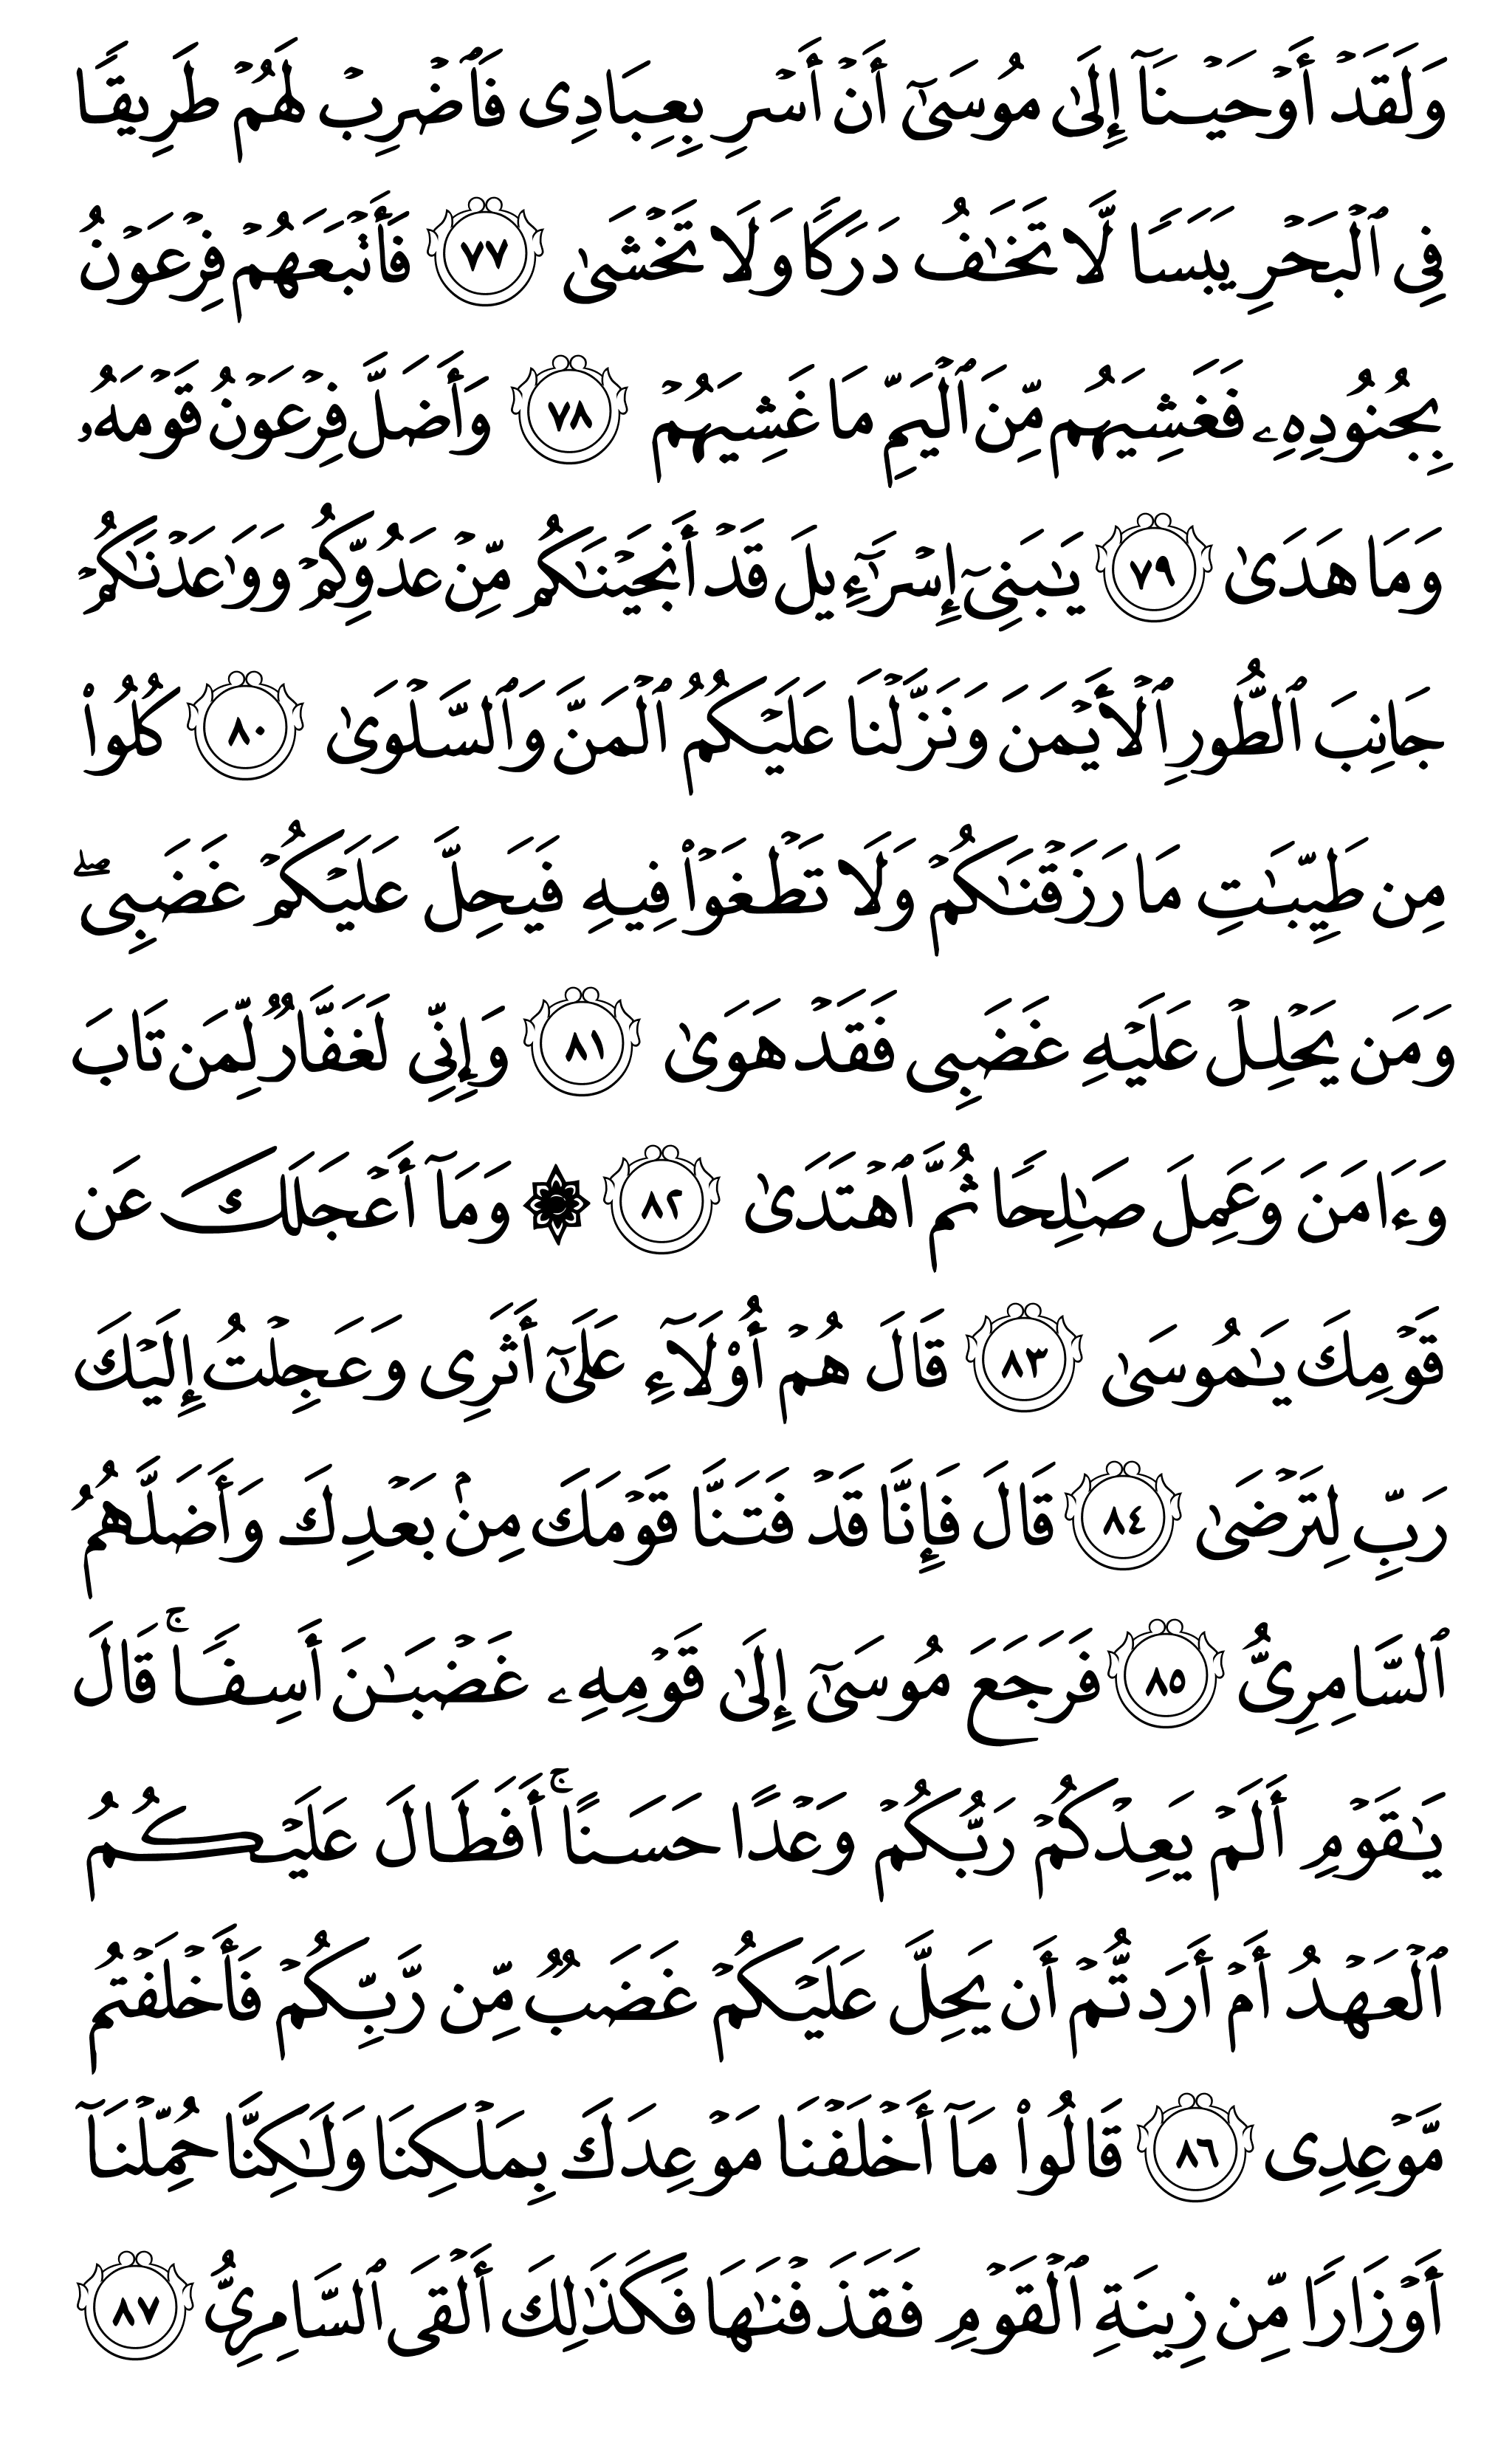 وَلَقَدۡ أَوۡحَيۡنَآ إِلَىٰ مُوسَىٰٓ أَنۡ أَسۡرِ بِعِبَادِي فَٱضۡرِبۡ لَهُمۡ طَرِيقٗا
فِي ٱلۡبَحۡرِ يَبَسٗا لَّا تَخَٰفُ دَرَكٗا وَلَا تَخۡشَىٰ ٧٧ فَأَتۡبَعَهُمۡ فِرۡعَوۡنُ
بِجُنُودِهِۦ فَغَشِيَهُم مِّنَ ٱلۡيَمِّ مَا غَشِيَهُمۡ ٧٨ وَأَضَلَّ فِرۡعَوۡنُ قَوۡمَهُۥ
وَمَا هَدَىٰ ٧٩ يَٰبَنِيٓ إِسۡرَٰٓءِيلَ قَدۡ أَنجَيۡنَٰكُم مِّنۡ عَدُوِّكُمۡ وَوَٰعَدۡنَٰكُمۡ
جَانِبَ ٱلطُّورِ ٱلۡأَيۡمَنَ وَنَزَّلۡنَا عَلَيۡكُمُ ٱلۡمَنَّ وَٱلسَّلۡوَىٰ ٨٠ كُلُواْ
مِن طَيِّبَٰتِ مَا رَزَقۡنَٰكُمۡ وَلَا تَطۡغَوۡاْ فِيهِ فَيَحِلَّ عَلَيۡكُمۡ غَضَبِيۖ
وَمَن يَحۡلِلۡ عَلَيۡهِ غَضَبِي فَقَدۡ هَوَىٰ ٨١ وَإِنِّي لَغَفَّارٞ لِّمَن تَابَ
وَءَامَنَ وَعَمِلَ صَٰلِحٗا ثُمَّ ٱهۡتَدَىٰ ٨٢ ۞ وَمَآ أَعۡجَلَكَ عَن
قَوۡمِكَ يَٰمُوسَىٰ ٨٣ قَالَ هُمۡ أُوْلَآءِ عَلَىٰٓ أَثَرِي وَعَجِلۡتُ إِلَيۡكَ
رَبِّ لِتَرۡضَىٰ ٨٤ قَالَ فَإِنَّا قَدۡ فَتَنَّا قَوۡمَكَ مِنۢ بَعۡدِكَ وَأَضَلَّهُمُ
ٱلسَّامِرِيُّ ٨٥ فَرَجَعَ مُوسَىٰٓ إِلَىٰ قَوۡمِهِۦ غَضۡبَٰنَ أَسِفٗاۚ قَالَ
يَٰقَوۡمِ أَلَمۡ يَعِدۡكُمۡ رَبُّكُمۡ وَعۡدًا حَسَنًاۚ أَفَطَالَ عَلَيۡكُمُ
ٱلۡعَهۡدُ أَمۡ أَرَدتُّمۡ أَن يَحِلَّ عَلَيۡكُمۡ غَضَبٞ مِّن رَّبِّكُمۡ فَأَخۡلَفۡتُم
مَّوۡعِدِي ٨٦ قَالُواْ مَآ أَخۡلَفۡنَا مَوۡعِدَكَ بِمَلۡكِنَا وَلَٰكِنَّا حُمِّلۡنَآ
أَوۡزَارٗا مِّن زِينَةِ ٱلۡقَوۡمِ فَقَذَفۡنَٰهَا فَكَذَٰلِكَ أَلۡقَى ٱلسَّامِرِيُّ ٨٧